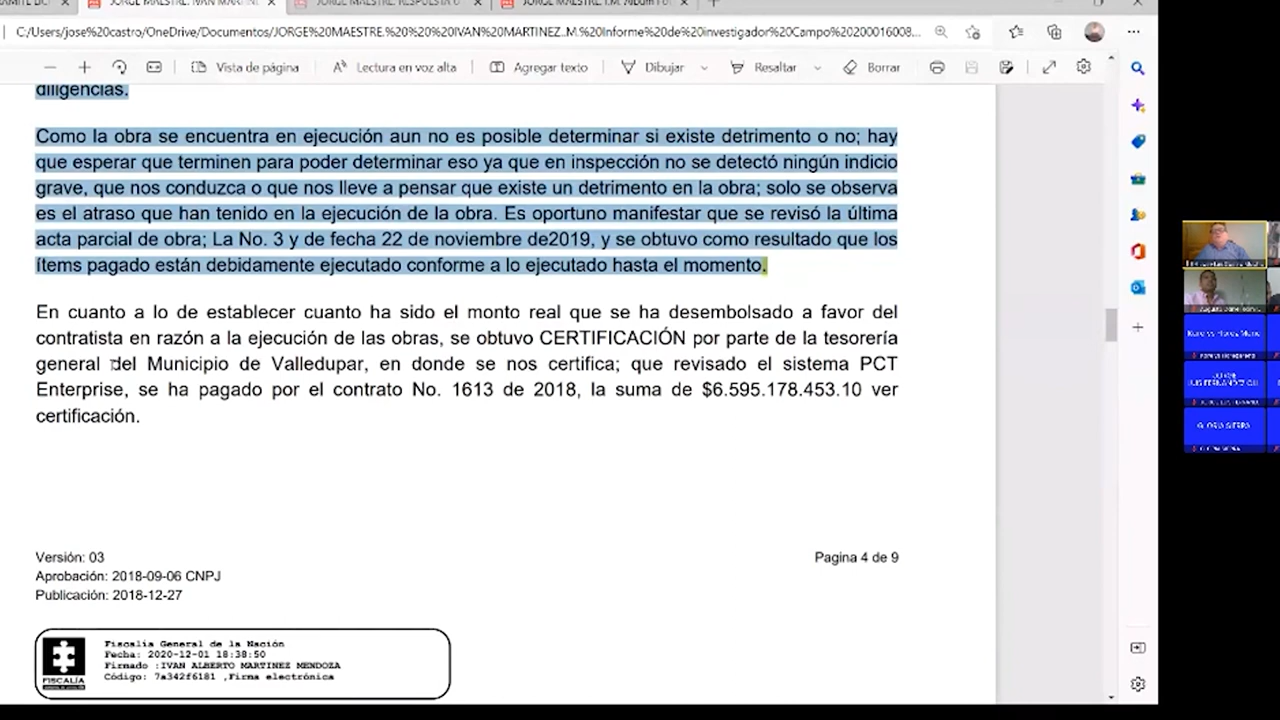 C:/Users/jose%20castro/OneDrive/Documentos/JORGE%20MAESTRE.%20%20%20IVAN%20MARTINEZ..M.%20Informe%20de%20investigador%20Campo%20200016008...
Vista de página
Lectura en voz alta
Agregar texto
Dibujar
Resaltar
Borrar
diligencias.
Como la obra se encuentra en ejecución aun no es posible determinar si existe detrimento o no; hay
que esperar que terminen para poder determinar eso ya que en inspección no se detectó ningún indicio
grave, que nos conduzca o que nos lleve a pensar que existe un detrimento en la obra; solo se observa
es el atraso que han tenido en la ejecución de la obra. Es oportuno manifestar que se revisó la última
acta parcial de obra; La No. 3 y de fecha 22 de noviembre de2019, y se obtuvo como resultado que los
ítems pagado están debidamente ejecutado conforme a lo ejecutado hasta el momento.
En cuanto a lo de establecer cuanto ha sido el monto real que se ha desembolsado a favor del
contratista en razón a la ejecución de las obras, se obtuvo CERTIFICACIÓN por parte de la tesorería
general del Municipio de Valledupar, en donde se nos certifica; que revisado el sistema PCT
Enterprise, se ha pagado por el contrato No. 1613 de 2018, la suma de $6.595.178.453.10 ver
certificación.
Versión: 03
Pagina 4 de 9
Aprobación: 2018-09-06 CNPJ
Publicación: 2018-12-27
Fiscalía General de la Nación
Fecha: 2020-12-01 18:38:50
Firmado :IVAN ALBERTO MARTINEZ MENDOZA
Código: 7a342f6181 ,Firma electrónica
FISCALÍA
GLORIA SIERRA